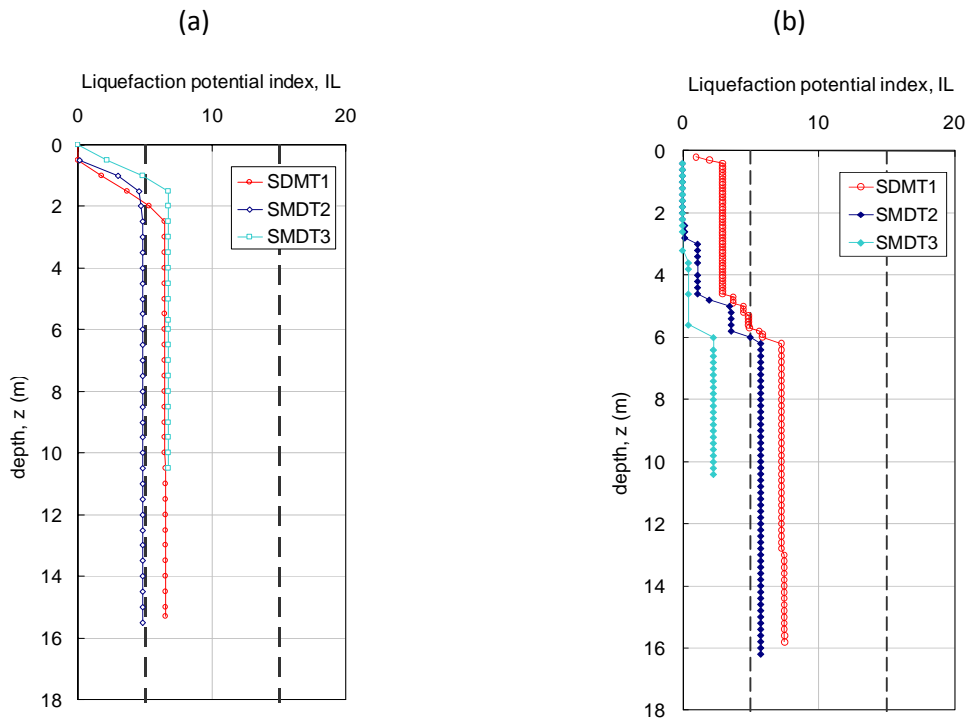 (a)
Liquefaction potential index, IL
0 10 20
0
2
4
6
8
10
12
14
16
18
depth, z (m)
SDMT1
SMDT2
SMDT3
(b)
Liquefaction potential index, IL
0 10 20
0
2
4
6
8
10
12
14
16
18
depth, z (m)
SDMT1
SMDT2
SMDT3